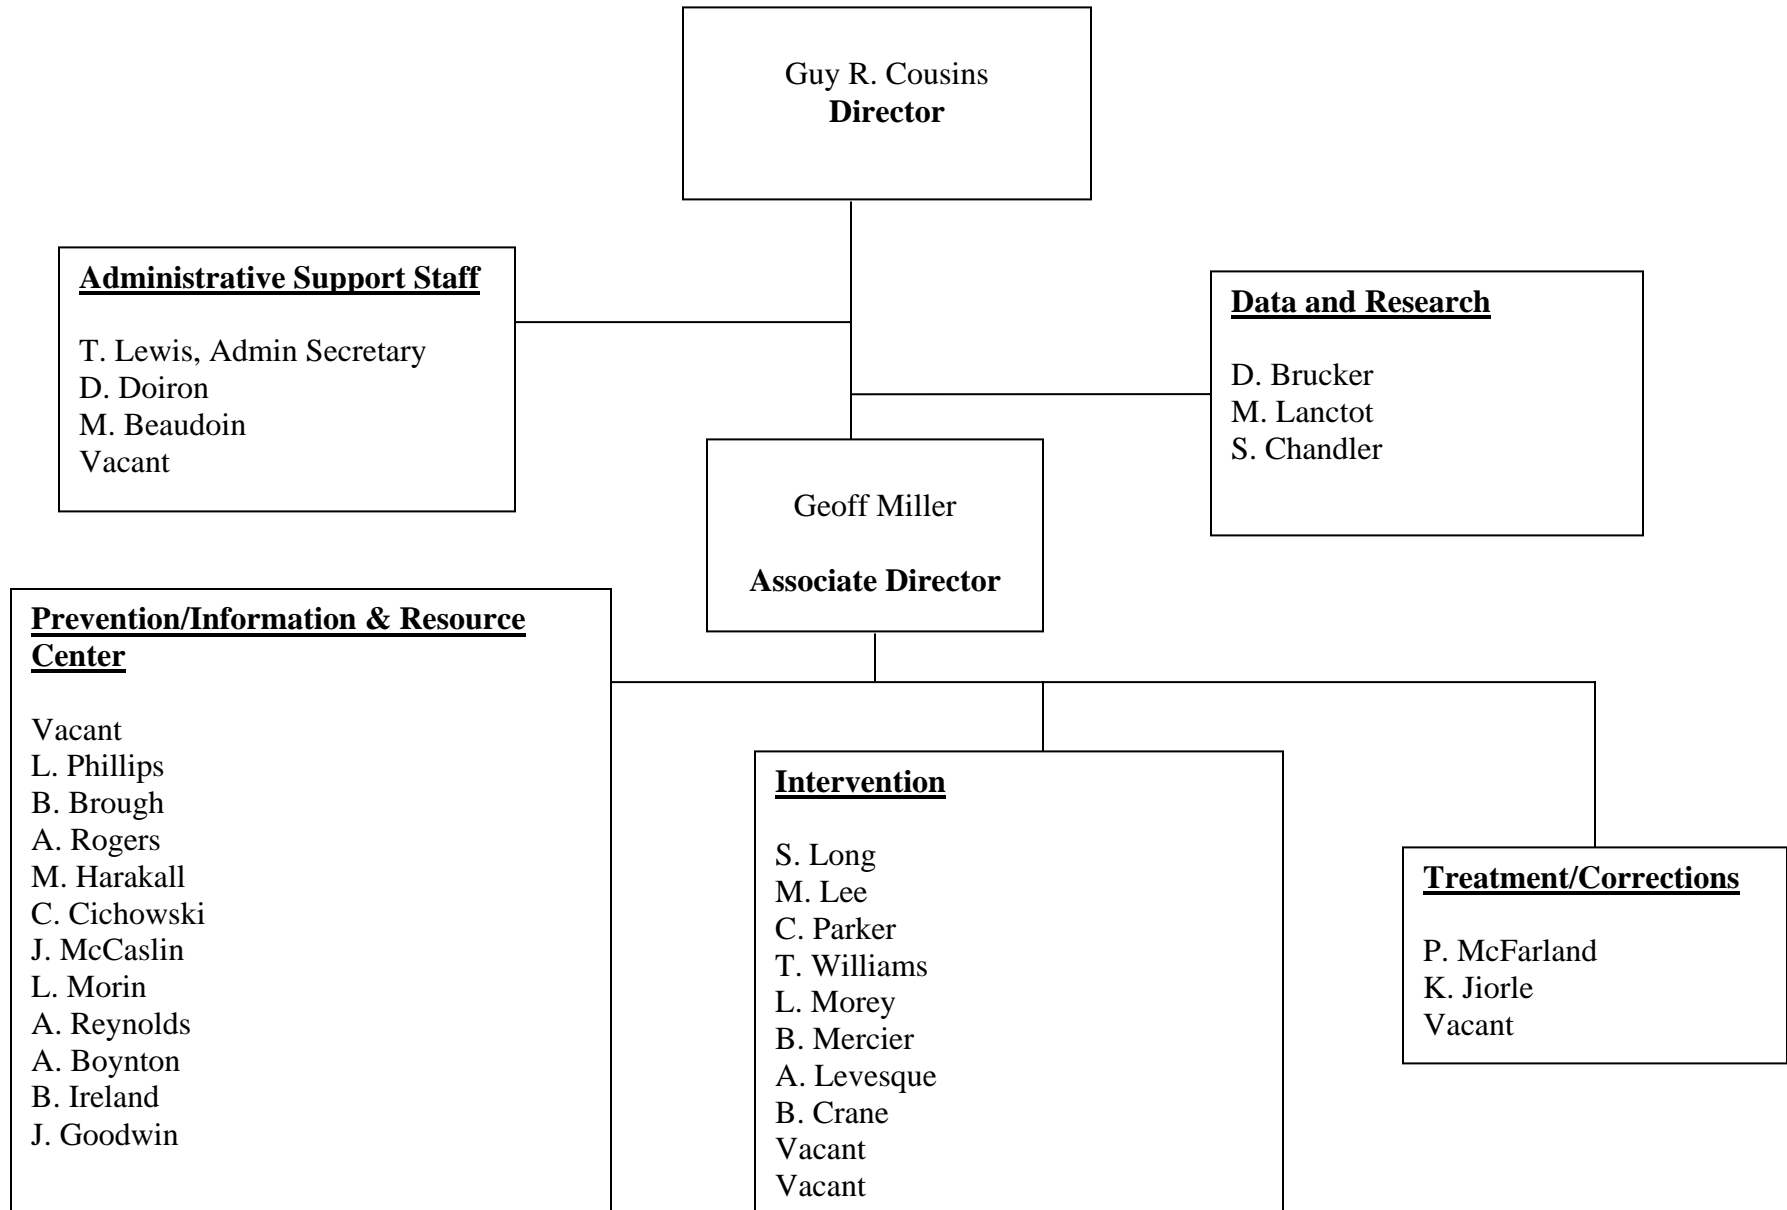 Guy R. Cousins
Director
Administrative Support Staff
T. Lewis, Admin Secretary
D. Doiron
M. Beaudoin
Vacant
Data and Research
D. Brucker
M. Lanctot
S. Chandler
Geoff Miller
Associate Director
Prevention/Information & Resource
Center
Vacant
L. Phillips
B. Brough
A. Rogers
M. Harakall
C. Cichowski
J. McCaslin
L. Morin
A. Reynolds
A. Boynton
B. Ireland
J. Goodwin
Intervention
S. Long
M. Lee
C. Parker
T. Williams
L. Morey
B. Mercier
A. Levesque
B. Crane
Vacant
Vacant
Treatment/Corrections
P. McFarland
K. Jiorle
Vacant